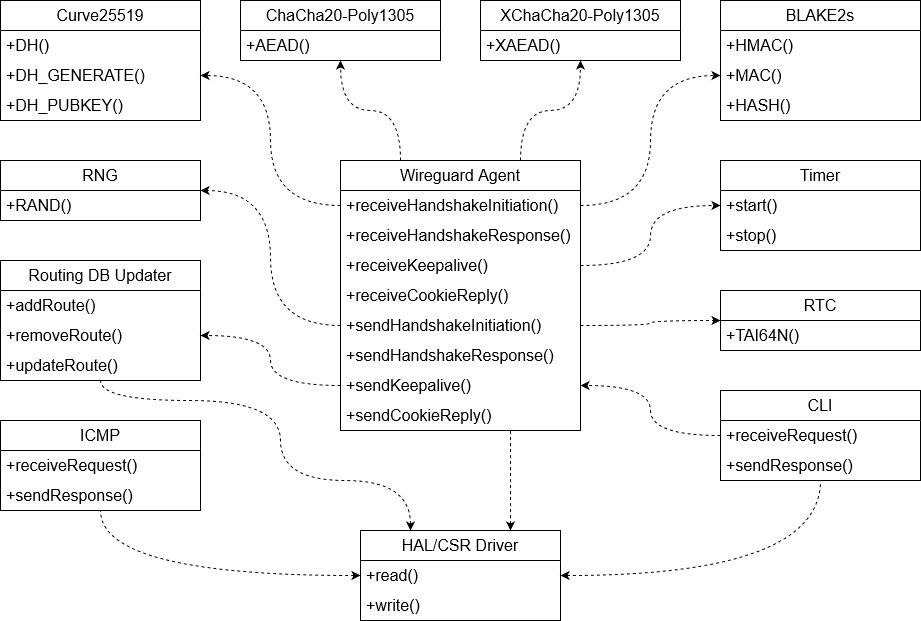 Curve25519
+DH()
+DH_GENERATE()
+DH_PUBKEY()
ChaCha20-Poly1305
+AEAD()
XChaCha20-Poly1305
+XAEAD()
BLAKE2s
+HMAC()
+MAC()
+HASH()
RNG
+RAND()
Wireguard Agent
+receiveHandshakeInitiation()
+receiveHandshakeResponse()
+receiveKeepalive()
+receiveCookieReply()
+sendHandshakeInitiation()
+sendHandshakeResponse()
+sendKeepalive()
+sendCookieReply()
Timer
+start()
+stop()
Routing DB Updater
+addRoute()
+removeRoute()
+updateRoute()
RTC
+TAI64N()
ICMP
+receiveRequest()
+sendResponse()
CLI
+receiveRequest()
+sendResponse()
HAL/CSR Driver
+read()
+write()